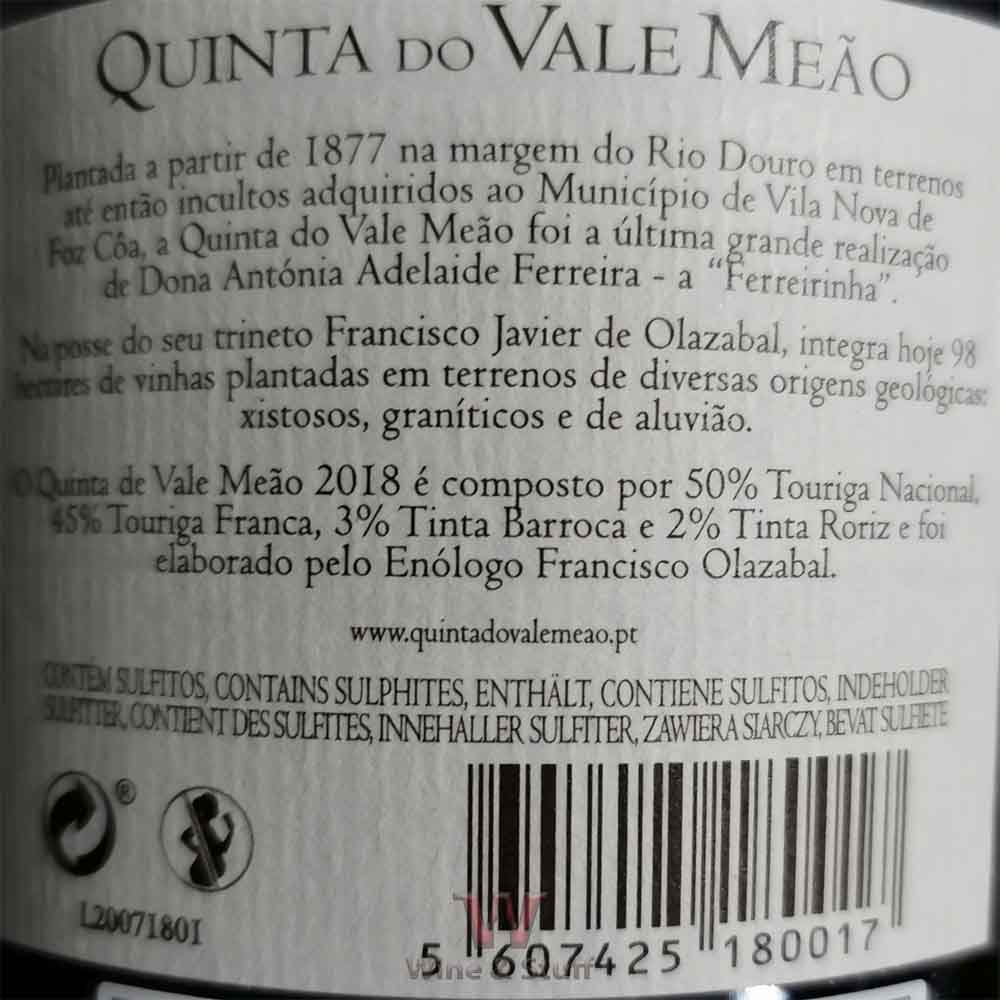 QUINTA DO VALE MEÃO
Plantada a partir de 1877 na margem do Rio Douro em terrenos
até então incultos adquiridos ao Município de Vila Nova de
Foz Côa, a Quinta do Vale Meão foi a última grande realização
de Dona Antónia Adelaide Ferreira - a “Ferreirinha”.
Na posse do seu trineto Francisco Javier de Olazabal, integra hoje 98
hectares de vinhas plantadas em terrenos de diversas origens geológicas:
xistosos, graníticos e de aluvião.
O Quinta de Vale Meão 2018 é composto por 50% Touriga Nacional,
45% Touriga Franca, 3% Tinta Barroca e 2% Tinta Roriz e foi
elaborado pelo Enólogo Francisco Olazabal.
www.quintadovalemeao.pt
CONTÉM SULFITOS, CONTAINS SULPHITES, ENTHÄLT, CONTIENE SULFITOS, INDEHOLDER
SULFITTER, CONTIENT DES SULFITES, INNEHALLER SULFITER, ZAWIERA SIARCZY, BEVAT SULFIETE
®
L20071801
W
Wine & Stuff
5 607425 180017